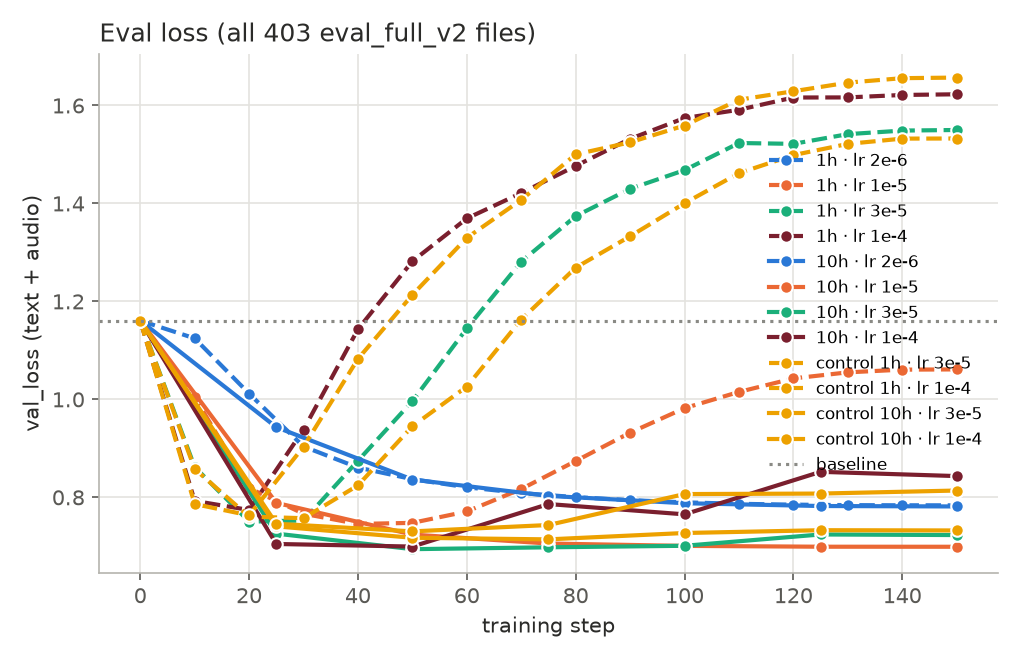 Eval loss (all 403 eval_full_v2 files)
val_loss (text + audio)
1.6
1.4
1.2
1.0
0.8
1h · lr 2e-6
1h · lr 1e-5
1h · lr 3e-5
1h · lr 1e-4
10h · lr 2e-6
10h · lr 1e-5
10h · lr 3e-5
10h · lr 1e-4
control 1h · lr 3e-5
control 1h · lr 1e-4
control 10h · lr 3e-5
control 10h · lr 1e-4
baseline
0 20 40 60 80 100 120 140
training step